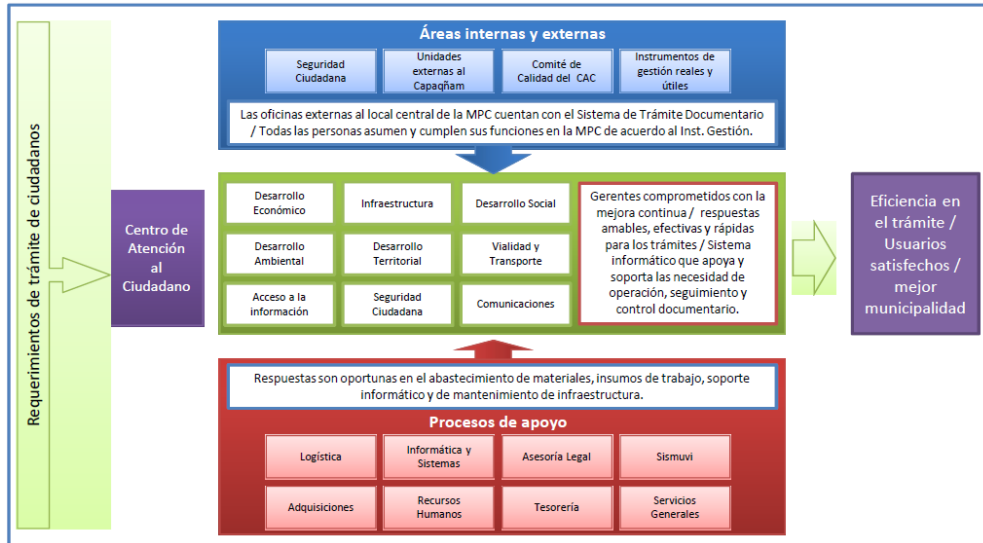 Requerimientos de trámite de ciudadanos
Áreas internas y externas
Seguridad
Ciudadana
Unidades
externas al
Capaqñam
Comité de
Calidad del CAC
Instrumentos de
gestión reales y
útiles
Las oficinas externas al local central de la MPC cuentan con el Sistema de Trámite Documentario
/ Todas las personas asumen y cumplen sus funciones en la MPC de acuerdo al Inst. Gestión.
Centro de
Atención
al
Ciudadano
Desarrollo
Económico
Infraestructura
Desarrollo Social
Desarrollo
Ambiental
Desarrollo
Territorial
Vialidad y
Transporte
Acceso a la
información
Seguridad
Ciudadana
Comunicaciones
Gerentes comprometidos con la
mejora continua / respuestas
amables, efectivas y rápidas
para los trámites / Sistema
informático que apoya y
soporta las necesidad de
operación, seguimiento y
control documentario.
Eficiencia en
el trámite /
Usuarios
satisfechos /
mejor
municipalidad
Respuestas son oportunas en el abastecimiento de materiales, insumos de trabajo, soporte
informático y de mantenimiento de infraestructura.
Procesos de apoyo
Logística
Informática y
Sistemas
Asesoría Legal
Sismuvi
Adquisiciones
Recursos
Humanos
Tesorería
Servicios
Generales